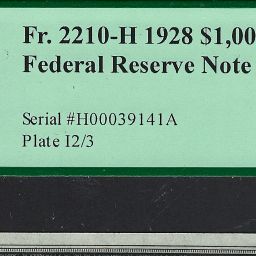 Fr. 2210-H 1928 $1,00
Federal Reserve Note
Serial #H00039141A
Plate I2/3